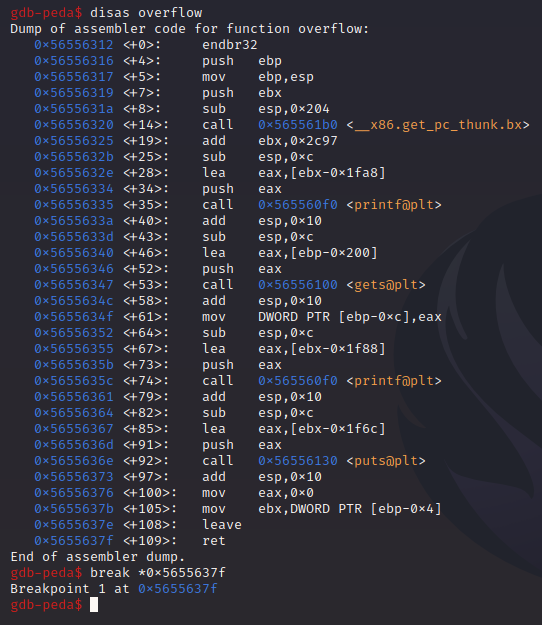 gdb-peda$ disas overflow
Dump of assembler code for function overflow:
0×56556312 <+0>: endbr32
0×56556316 <+4>: push ebp
0×56556317 <+5>: mov ebp,esp
0×56556319 <+7>: push ebx
0×5655631a <+8>: sub esp,0×204
0×56556320 <+14>: call 0×565561b0 <__x86.get_pc_thunk.bx>
0×56556325 <+19>: add ebx,0×2c97
0×5655632b <+25>: sub esp,0×c
0×5655632e <+28>: lea eax,[ebx-0×1fa8]
0×56556334 <+34>: push eax
0×56556335 <+35>: call 0×565560f0 <printf@plt>
0×5655633a <+40>: add esp,0×10
0×5655633d <+43>: sub esp,0×c
0×56556340 <+46>: lea eax,[ebp-0×200]
0×56556346 <+52>: push eax
0×56556347 <+53>: call 0×56556100 <gets@plt>
0×5655634c <+58>: add esp,0×10
0×5655634f <+61>: mov DWORD PTR [ebp-0×c],eax
0×56556352 <+64>: sub esp,0×c
0×56556355 <+67>: lea eax,[ebx-0×1f88]
0×5655635b <+73>: push eax
0×5655635c <+74>: call 0×565560f0 <printf@plt>
0×56556361 <+79>: add esp,0×10
0×56556364 <+82>: sub esp,0×c
0×56556367 <+85>: lea eax,[ebx-0×1f6c]
0×5655636d <+91>: push eax
0×5655636e <+92>: call 0×56556130 <puts@plt>
0×56556373 <+97>: add esp,0×10
0×56556376 <+100>: mov eax,0×0
0×5655637b <+105>: mov ebx,DWORD PTR [ebp-0×4]
0×5655637e <+108>: leave
0×5655637f <+109>: ret
End of assembler dump.
gdb-peda$ break *0×5655637f
Breakpoint 1 at 0×5655637f
gdb-peda$